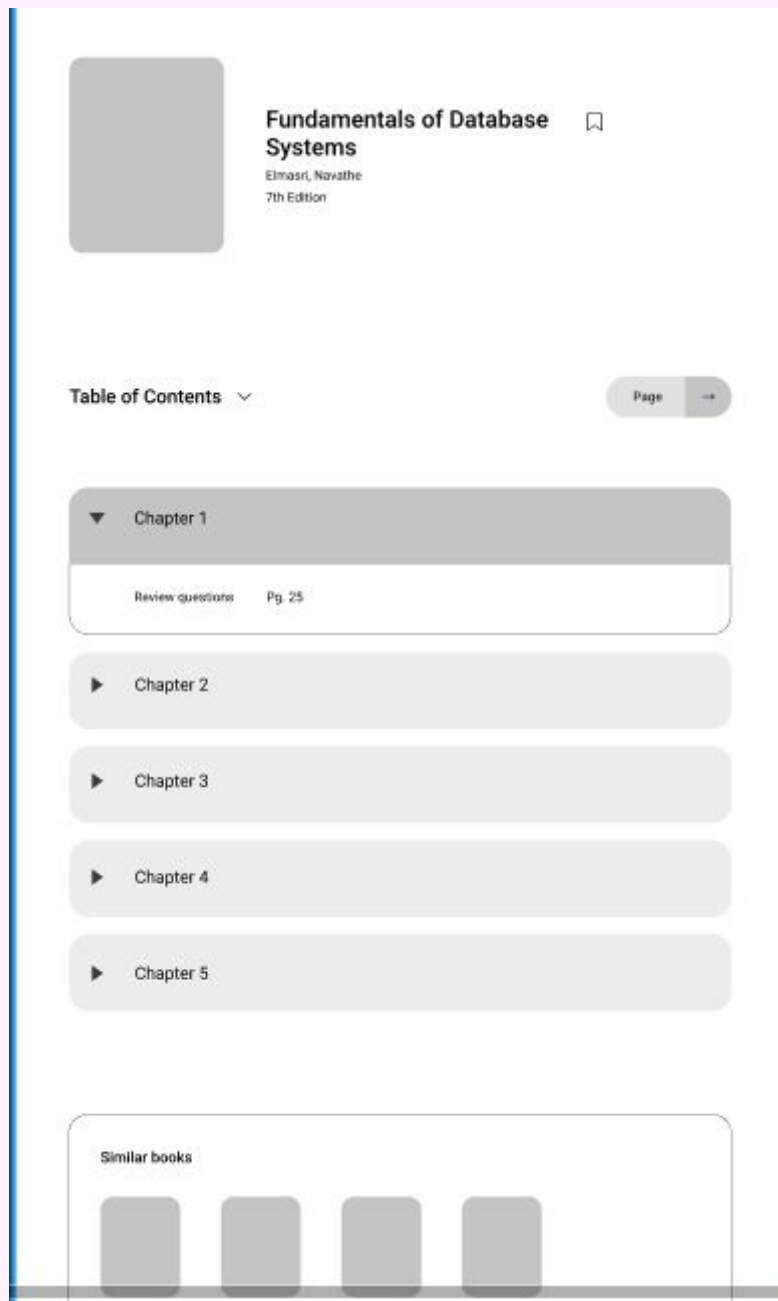 Fundamentals of Database
Systems
Elmasri, Navathe
7th Edition
Table of Contents
Page →
Chapter 1
Review questions Pg. 25
Chapter 2
Chapter 3
Chapter 4
Chapter 5
Similar books